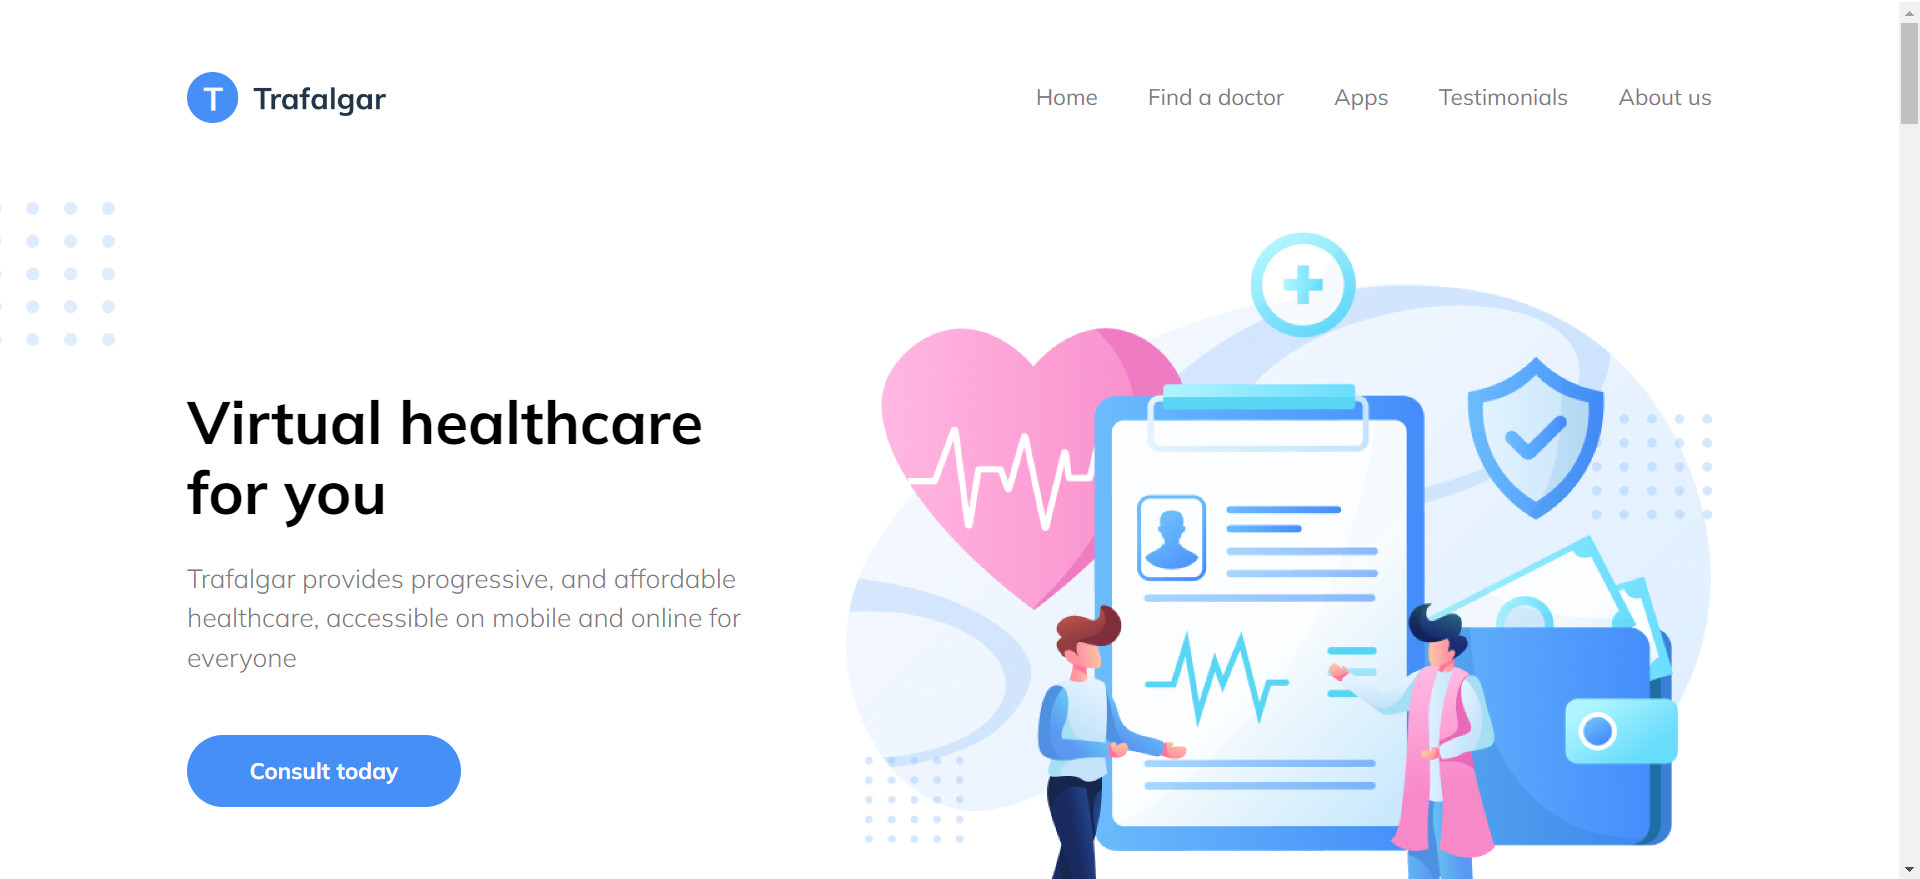 T Trafalgar
Home Find a doctor Apps Testimonials About us
Virtual healthcare
for you
Trafalgar provides progressive, and affordable
healthcare, accessible on mobile and online for
everyone
Consult today